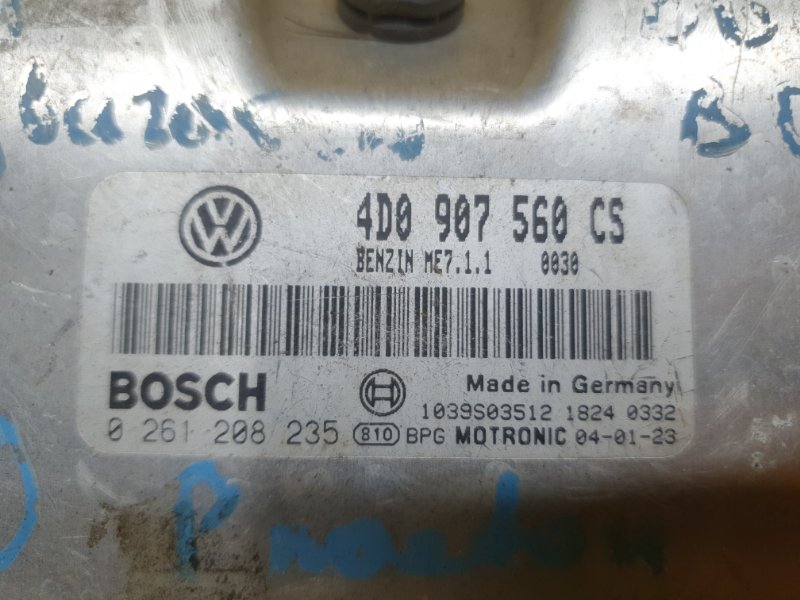 4D0 907 560 CS
BENZIN ME7.1.1 0030
BOSCH Made in Germany
1039S03512 1824 0332
0 261 208 235 810 BPG MOTRONIC 04-01-23